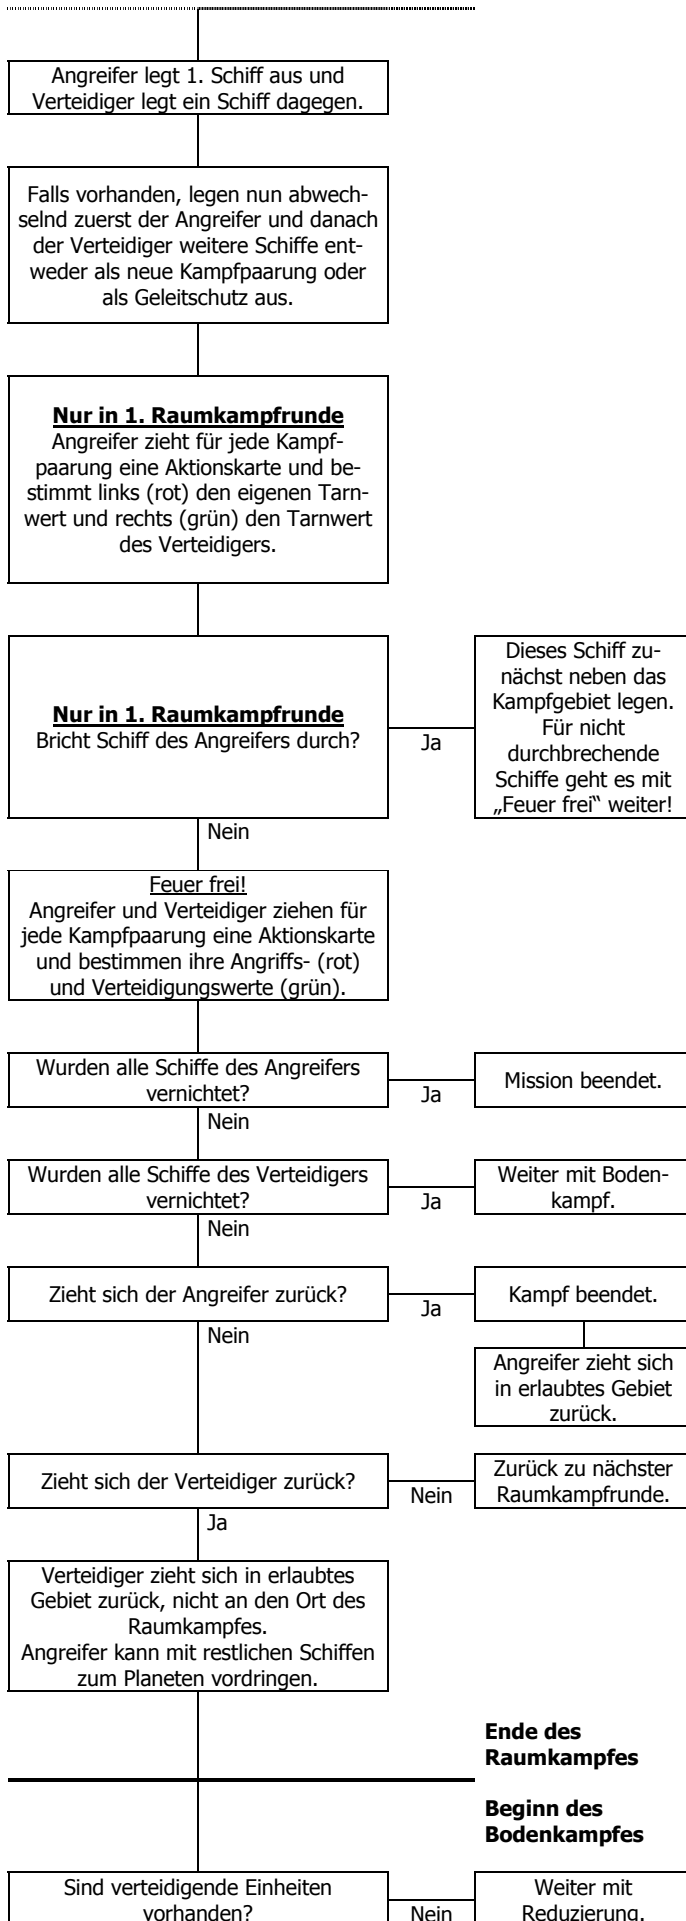 Angreifer legt 1. Schiff aus und
Verteidiger legt ein Schiff dagegen.
Falls vorhanden, legen nun abwech-
selnd zuerst der Angreifer und danach
der Verteidiger weitere Schiffe ent-
weder als neue Kampfpaarung oder
als Geleitschutz aus.
Nur in 1. Raumkampfrunde
Angreifer zieht für jede Kampf-
paarung eine Aktionskarte und be-
stimmt links (rot) den eigenen Tarn-
wert und rechts (grün) den Tarnwert
des Verteidigers.
Nur in 1. Raumkampfrunde
Bricht Schiff des Angreifers durch?
Ja
Dieses Schiff zu-
nächst neben das
Kampfgebiet legen.
Für nicht
durchbrechende
Schiffe geht es mit
„Feuer frei“ weiter!
Nein
Feuer frei!
Angreifer und Verteidiger ziehen für
jede Kampfpaarung eine Aktionskarte
und bestimmen ihre Angriffs- (rot)
und Verteidigungswerte (grün).
Wurden alle Schiffe des Angreifers
vernichtet?
Ja
Mission beendet.
Nein
Wurden alle Schiffe des Verteidigers
vernichtet?
Ja
Weiter mit Boden-
kampf.
Nein
Zieht sich der Angreifer zurück?
Ja
Kampf beendet.
Angreifer zieht sich
in erlaubtes Gebiet
zurück.
Nein
Zieht sich der Verteidiger zurück?
Nein
Zurück zu nächster
Raumkampfrunde.
Ja
Verteidiger zieht sich in erlaubtes
Gebiet zurück, nicht an den Ort des
Raumkampfes.
Angreifer kann mit restlichen Schiffen
zum Planeten vordringen.
Ende des
Raumkampfes
Beginn des
Bodenkampfes
Sind verteidigende Einheiten
vorhanden?
Nein
Weiter mit
Reduzierung.